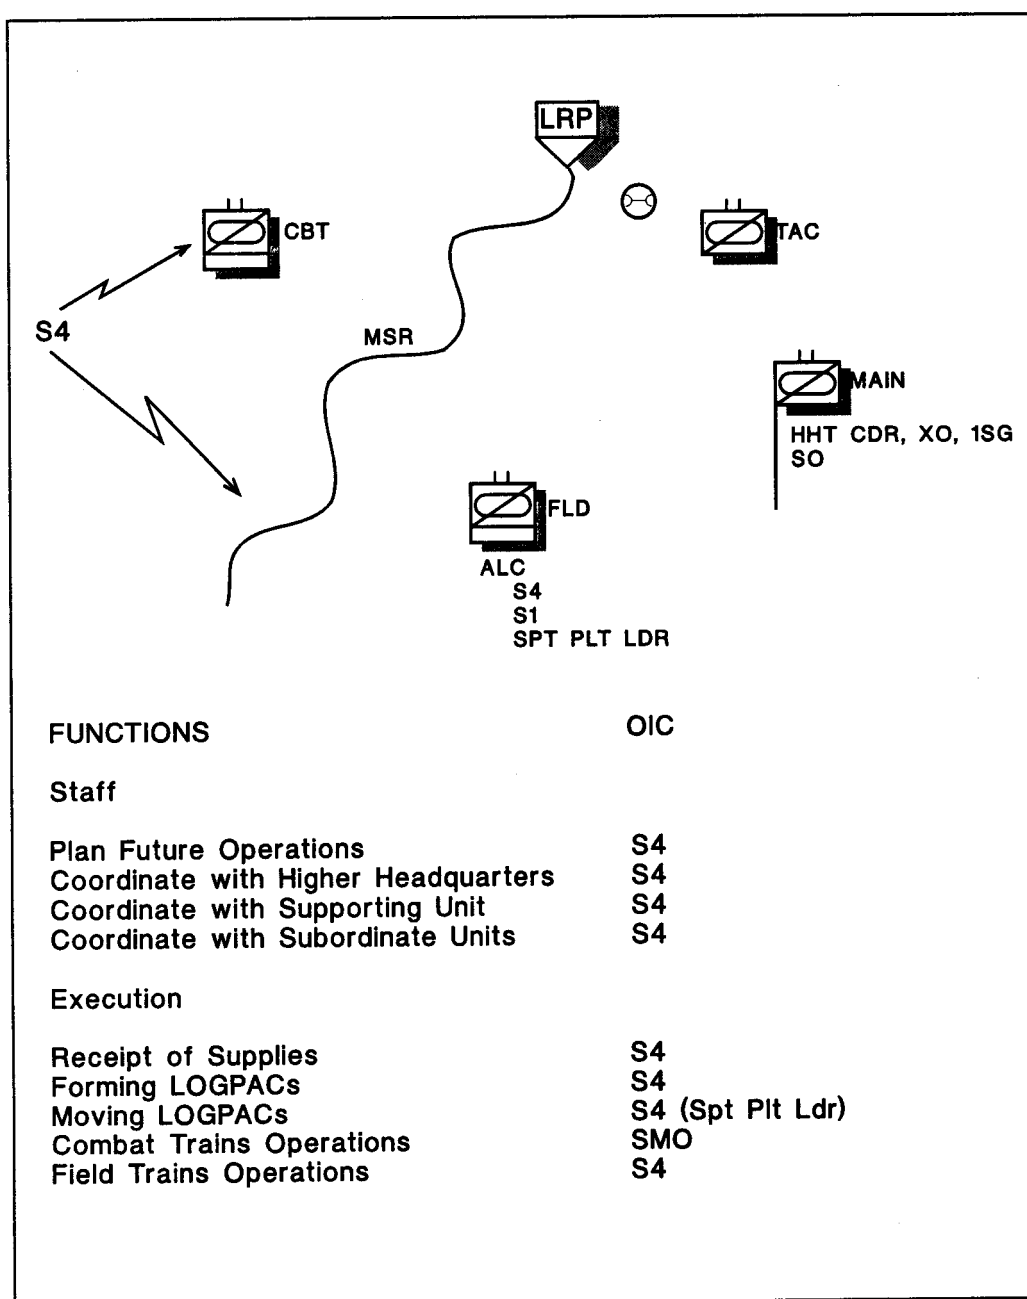 LRP
CBT
TAC
S4
MSR
MAIN
HHT CDR, XO, 1SG
SO
FLD
ALC
S4
S1
SPT PLT LDR
FUNCTIONS OIC
Staff
Plan Future Operations S4
Coordinate with Higher Headquarters S4
Coordinate with Supporting Unit S4
Coordinate with Subordinate Units S4
Execution
Receipt of Supplies S4
Forming LOGPACs S4
Moving LOGPACs S4 (Spt Plt Ldr)
Combat Trains Operations SMO
Field Trains Operations S4